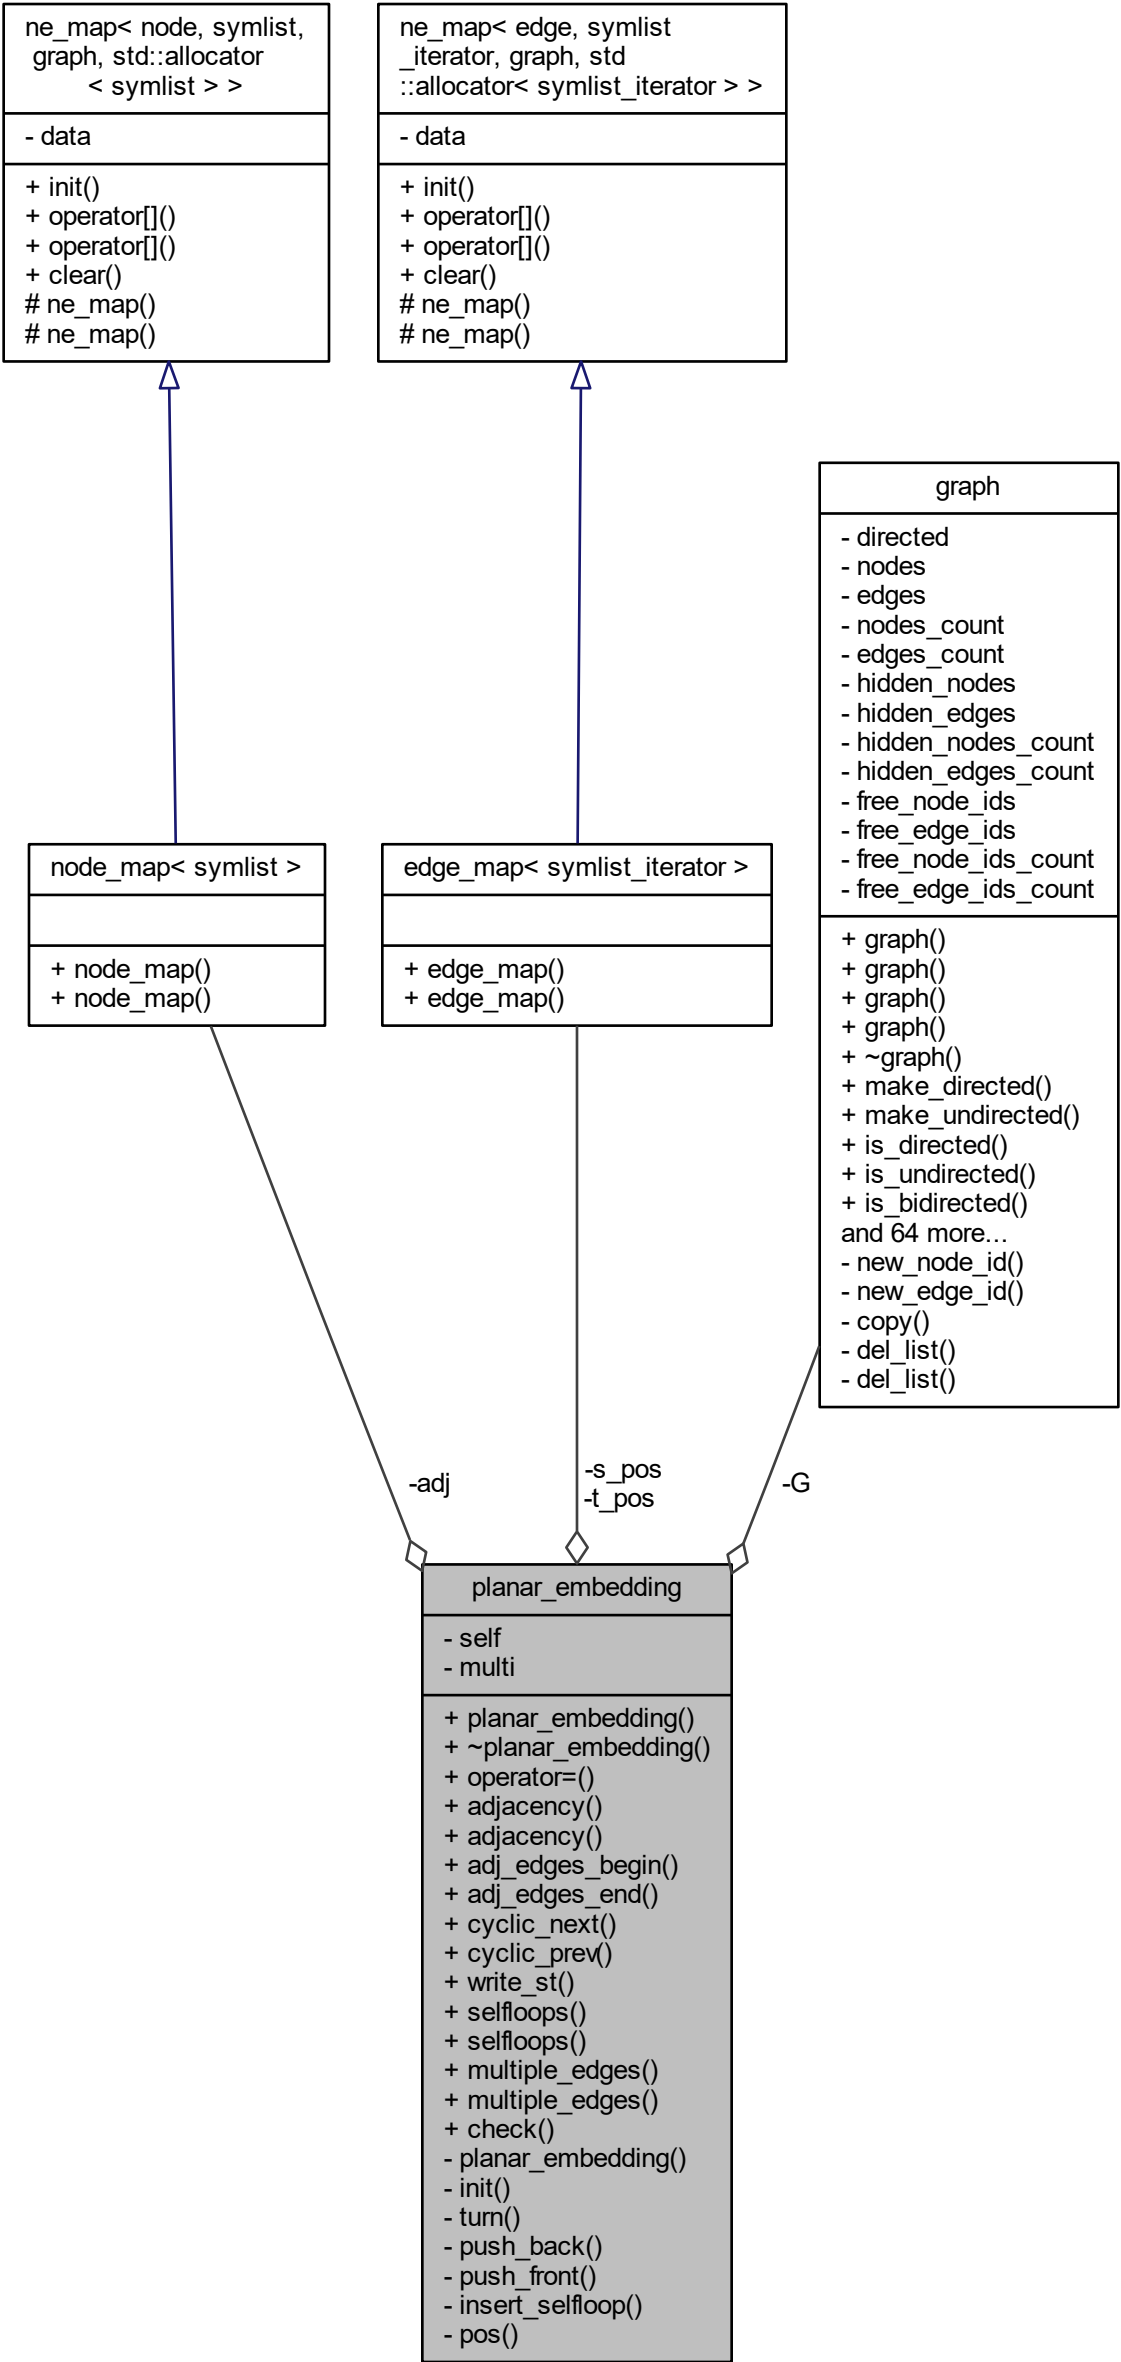 ne_map< node, symlist,
graph, std::allocator
< symlist > >
- data
+ init()
+ operator[]()
+ operator[]()
+ clear()
# ne_map()
# ne_map()
ne_map< edge, symlist
_iterator, graph, std
::allocator< symlist_iterator > >
- data
+ init()
+ operator[]()
+ operator[]()
+ clear()
# ne_map()
# ne_map()
graph
- directed
- nodes
- edges
- nodes_count
- edges_count
- hidden_nodes
- hidden_edges
- hidden_nodes_count
- hidden_edges_count
- free_node_ids
- free_edge_ids
- free_node_ids_count
- free_edge_ids_count
+ graph()
+ graph()
+ graph()
+ graph()
+ ~graph()
+ make_directed()
+ make_undirected()
+ is_directed()
+ is_undirected()
+ is_bidirected()
and 64 more...
- new_node_id()
- new_edge_id()
- copy()
- del_list()
- del_list()
node_map< symlist >
+ node_map()
+ node_map()
edge_map< symlist_iterator >
+ edge_map()
+ edge_map()
-adj
-s_pos
-t_pos
-G
planar_embedding
- self
- multi
+ planar_embedding()
+ ~planar_embedding()
+ operator=()
+ adjacency()
+ adjacency()
+ adj_edges_begin()
+ adj_edges_end()
+ cyclic_next()
+ cyclic_prev()
+ write_st()
+ selfloops()
+ selfloops()
+ multiple_edges()
+ multiple_edges()
+ check()
- planar_embedding()
- init()
- turn()
- push_back()
- push_front()
- insert_selfloop()
- pos()